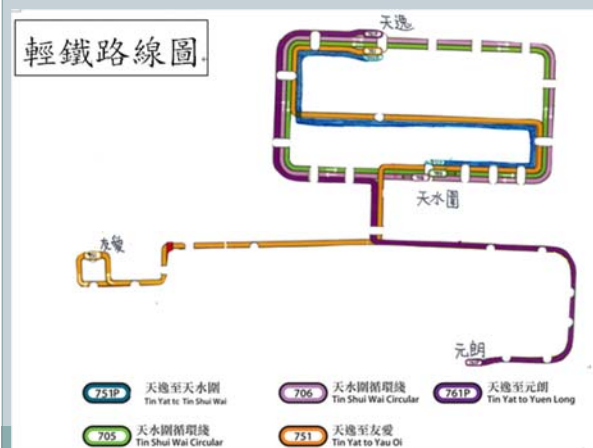 輕鐵路線圖
天逸
天水圍
友愛
元朗
751P 天逸至天水圍
Tin Yat to Tin Shui Wai
706 天水圍循環綫
Tin Shui Wai Circular
761P 天逸至元朗
Tin Yat to Yuen Long
705 天水圍循環綫
Tin Shui Wai Circular
751 天逸至友愛
Tin Yat to Yau Oi